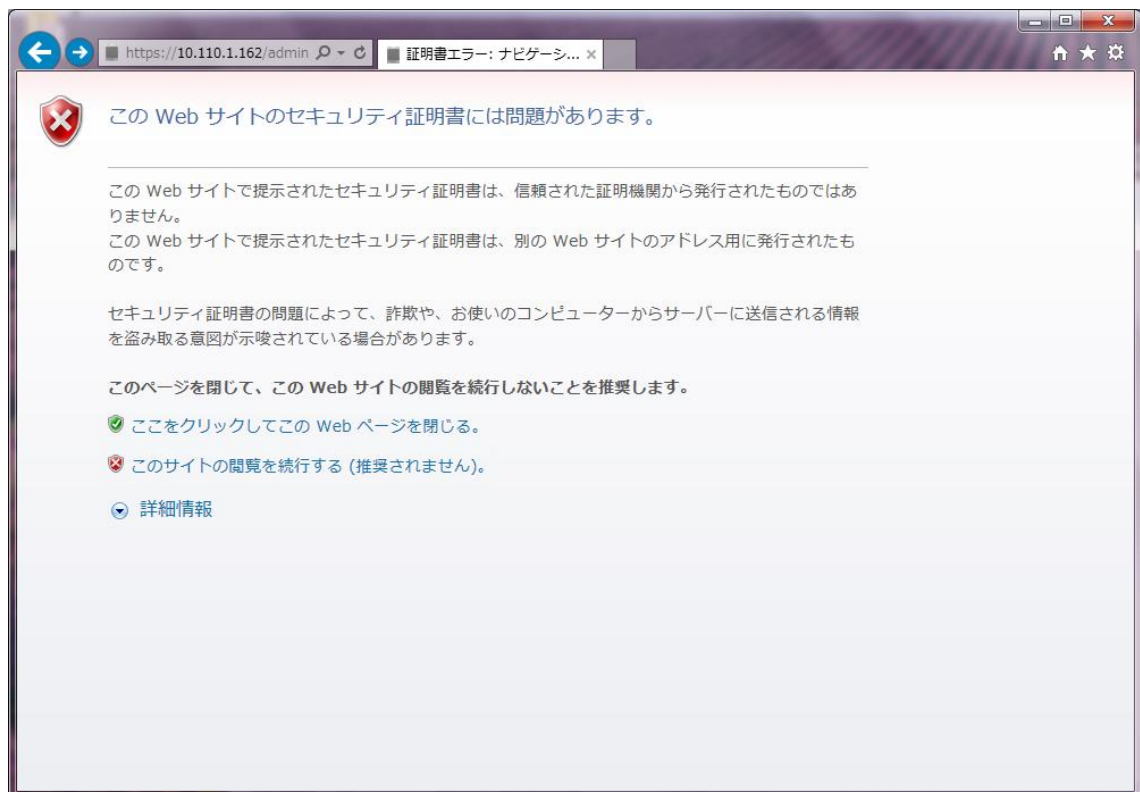 https://10.110.1.162/admin
証明書エラー: ナビゲーシ...
この Web サイトのセキュリティ証明書には問題があります。
この Web サイトで提示されたセキュリティ証明書は、信頼された証明機関から発行されたものではあ
りません。
この Web サイトで提示されたセキュリティ証明書は、別の Web サイトのアドレス用に発行されたも
のです。
セキュリティ証明書の問題によって、詐欺や、お使いのコンピューターからサーバーに送信される情報
を盗み取る意図が示唆されている場合があります。
このページを閉じて、この Web サイトの閲覧を続行しないことを推奨します。
ここをクリックしてこの Web ページを閉じる。
このサイトの閲覧を続行する (推奨されません)。
詳細情報